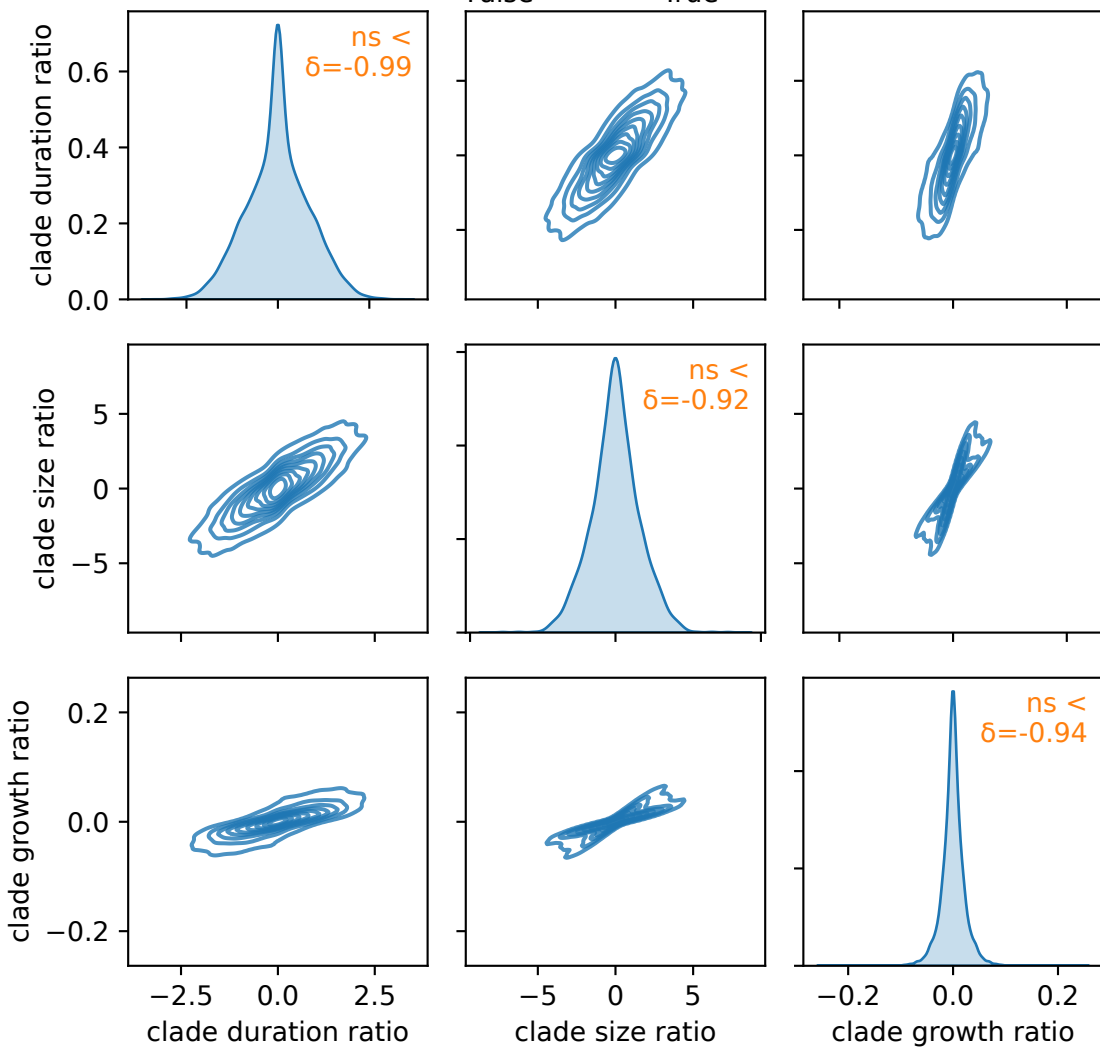 clade duration ratio
0.6
0.4
0.2
0.0
ns <
δ=-0.99
clade size ratio
5
0
−5
ns <
δ=-0.92
clade growth ratio
0.2
0.0
−0.2
ns <
δ=-0.94
−2.5 0.0 2.5
−5 0 5
−0.2 0.0 0.2
clade duration ratio
clade size ratio
clade growth ratio